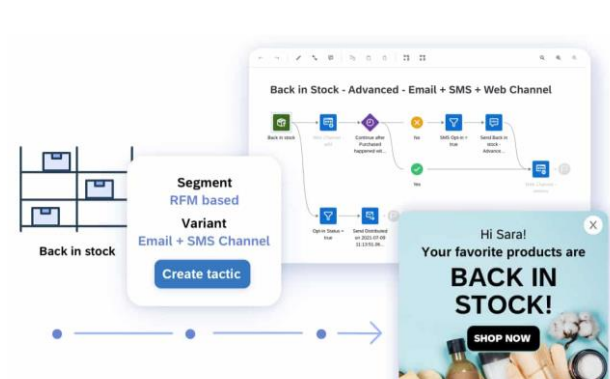 Back in Stock - Advanced - Email + SMS + Web Channel
Back in stock
Continue after
Purchased
happened wit...
No
SMS Opt-in =
true
Send Back in
stock -
Advance...
Yes
Opt-in Status =
true
Send Distributed
on 2021-07-09
Segment
RFM based
Variant
Email + SMS Channel
Create tactic
Back in stock
X
Hi Sara!
Your favorite products are
BACK IN
STOCK!
SHOP NOW